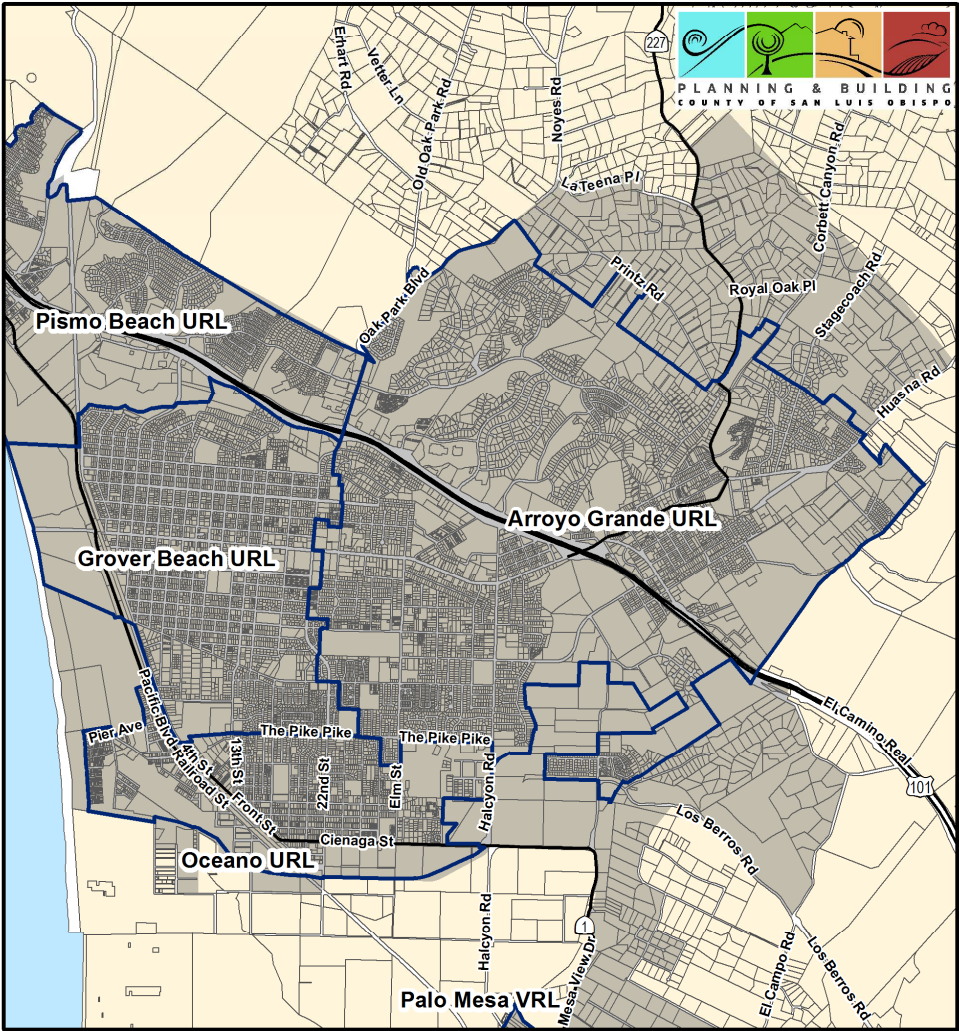 227
PLANNING & BUILDING
COUNTY OF SAN LUIS OBISPO
Erhart Rd
Vetter Ln
Old Oak Park Rd
Noyes Rd
La Teena Pl
Corbett Canyon Rd
Printz Rd
Oak Park Blvd
Royal Oak Pl
Stagecoach Rd
Pismo Beach URL
Huasna Rd
Arroyo Grande URL
Grover Beach URL
Pacific Blvd
Pier Ave
The Pike Pike
The Pike Pike
El Camino Real
4th St
13th St
22nd St
Elm St
Halcyon Rd
Railroad St
Front St
101
Cienaga St
Los Berros Rd
Oceano URL
Halcyon Rd
1
Mesa View Dr
El Campo Rd
Los Berros Rd
Palo Mesa VRL